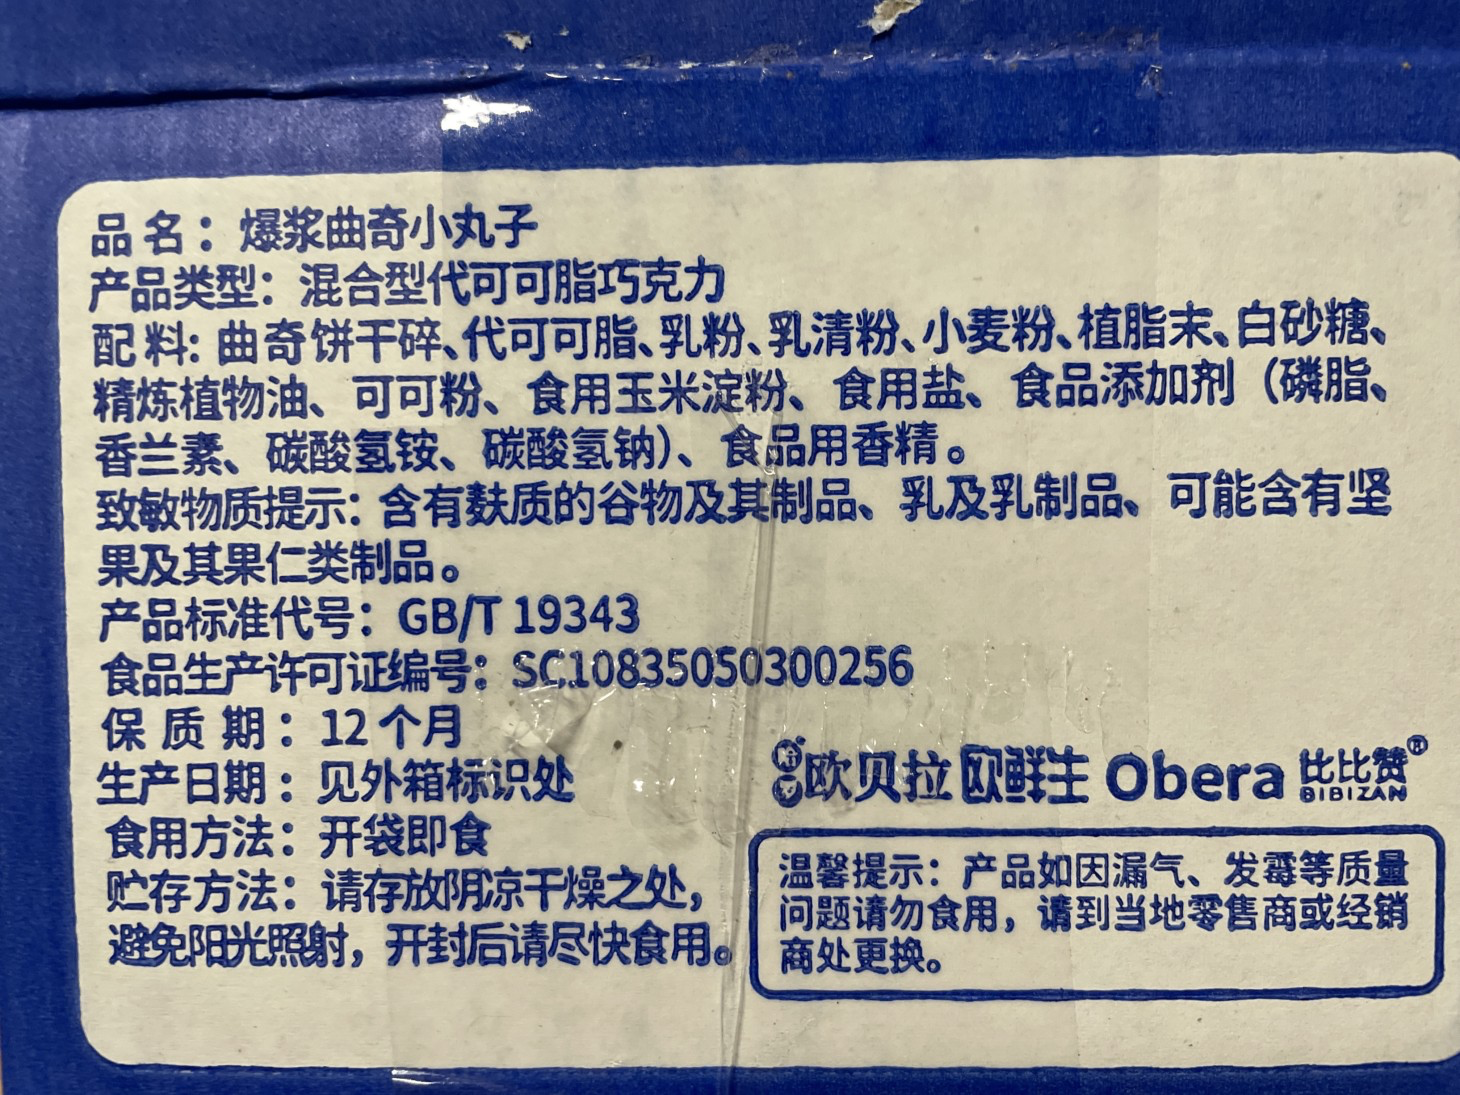 品名：爆浆曲奇小丸子
产品类型：混合型代可可脂巧克力
配料：曲奇饼干碎、代可可脂、乳粉、乳清粉、小麦粉、植脂末、白砂糖、
精炼植物油、可可粉、食用玉米淀粉、食用盐、食品添加剂（磷脂、
香兰素、碳酸氢铵、碳酸氢钠）、食品用香精。
致敏物质提示：含有麸质的谷物及其制品、乳及乳制品、可能含有坚
果及其果仁类制品。
产品标准代号：GB/T 19343
食品生产许可证编号：SC10835050300256
保质期：12个月
生产日期：见外箱标识处
食用方法：开袋即食
贮存方法：请存放阴凉干燥之处，
避免阳光照射，开封后请尽快食用。
欧贝拉 欧鲜生 Obera 比比赞®
BIBIZAN
温馨提示：产品如因漏气、发霉等质量
问题请勿食用，请到当地零售商或经销
商处更换。